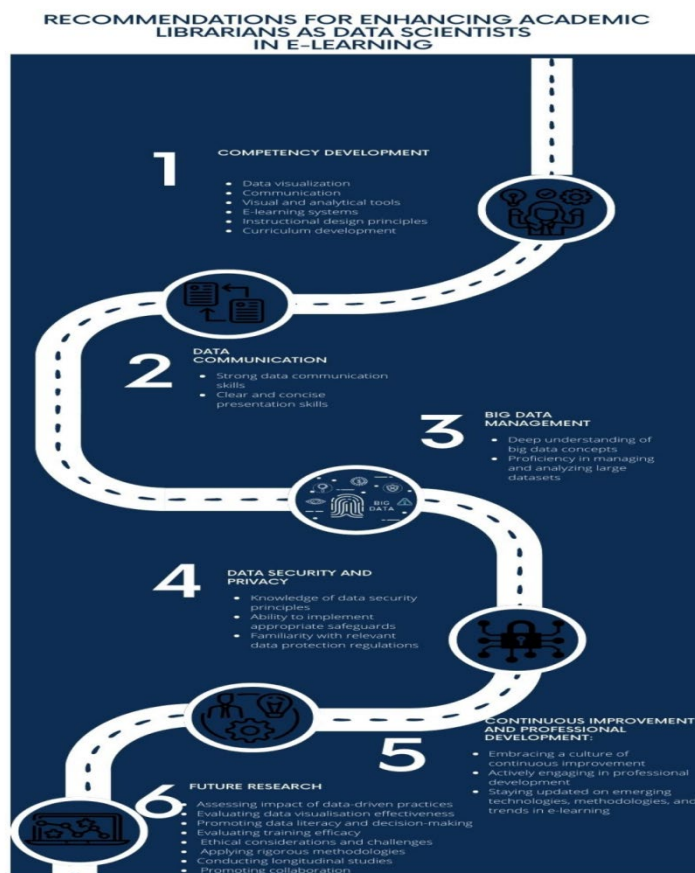 RECOMMENDATIONS FOR ENHANCING ACADEMIC
LIBRARIANS AS DATA SCIENTISTS
IN E-LEARNING
1
COMPETENCY DEVELOPMENT
• Data visualization
• Communication
• Visual and analytical tools
• E-learning systems
• Instructional design principles
• Curriculum development
2
DATA
COMMUNICATION
• Strong data communication
skills
• Clear and concise
presentation skills
3
BIG DATA
MANAGEMENT
• Deep understanding of
big data concepts
• Proficiency in managing
and analyzing large
datasets
BIG
DATA
4
DATA SECURITY AND
PRIVACY
• Knowledge of data security
principles
• Ability to implement
appropriate safeguards
• Familiarity with relevant
data protection regulations
5
CONTINUOUS IMPROVEMENT
AND PROFESSIONAL
DEVELOPMENT:
• Embracing a culture of
continuous improvement
• Actively engaging in professional
development
• Staying updated on emerging
technologies, methodologies, and
trends in e-learning
6
FUTURE RESEARCH
• Assessing impact of data-driven practices
• Evaluating data visualisation effectiveness
• Promoting data literacy and decision-making
• Evaluating training efficacy
• Ethical considerations and challenges
• Applying rigorous methodologies
• Conducting longitudinal studies
• Promoting collaboration